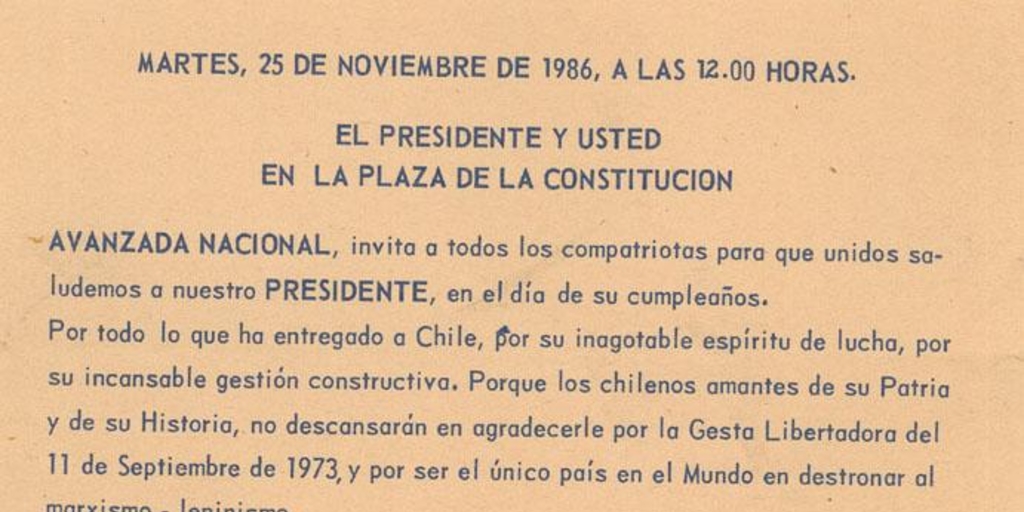 MARTES, 25 DE NOVIEMBRE DE 1986, A LAS 12.00 HORAS.
EL PRESIDENTE Y USTED
EN LA PLAZA DE LA CONSTITUCION
AVANZADA NACIONAL, invita a todos los compatriotas para que unidos sa-
ludemos a nuestro PRESIDENTE, en el día de su cumpleaños.
Por todo lo que ha entregado a Chile, por su inagotable espíritu de lucha, por
su incansable gestión constructiva. Porque los chilenos amantes de su Patria
y de su Historia, no descansarán en agradecerle por la Gesta Libertadora del
11 de Septiembre de 1973, y por ser el único país en el Mundo en destronar al
marxismo - leninismo